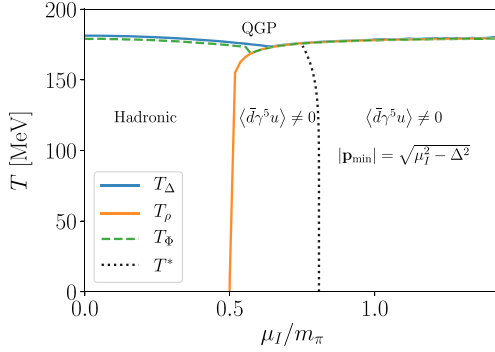 QGP
200
150
100
50
0
T [MeV]
Hadronic
⟨d̄γ⁵u⟩ ≠ 0
⟨d̄γ⁵u⟩ ≠ 0
|p_min| = √(μ_I² − Δ²)
T_Δ
T_ρ
T_Φ
T*
0.0
0.5
1.0
μ_I/m_π